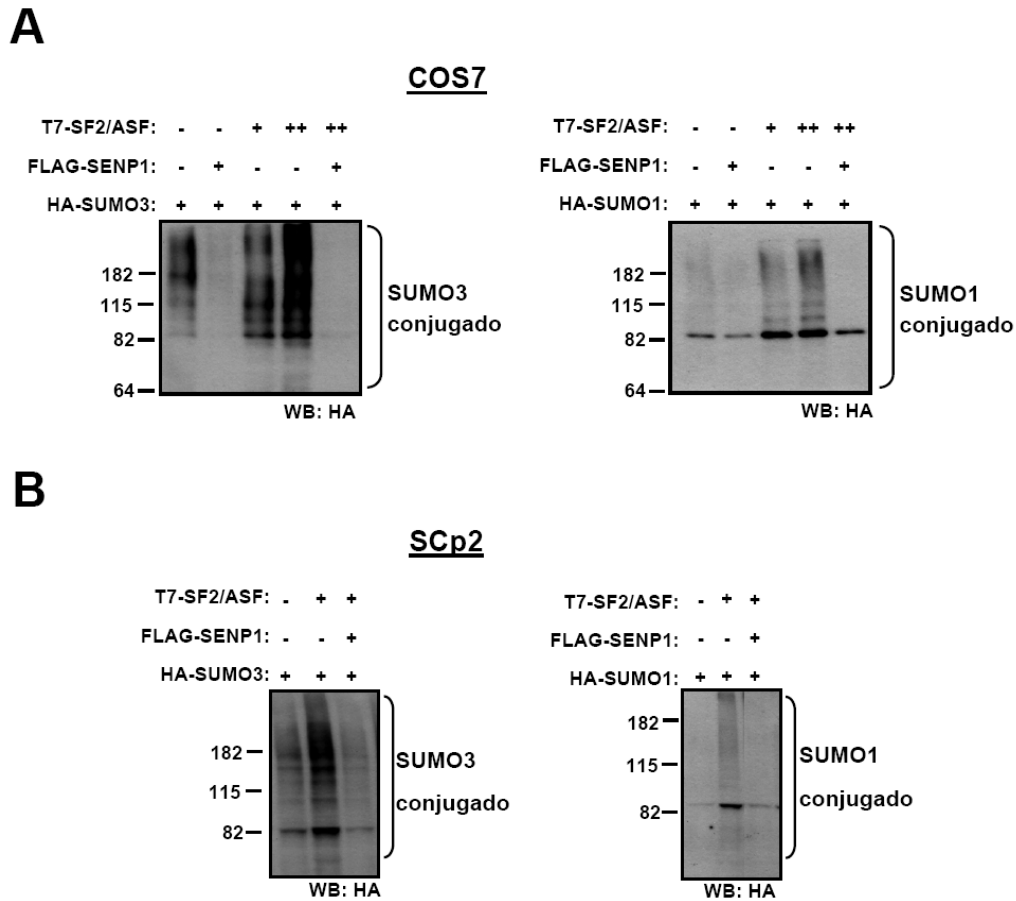 A
COS7
T7-SF2/ASF: - - + ++ ++
FLAG-SENP1: - + - - +
HA-SUMO3: + + + + +
182
115
82
64
SUMO3
conjugado
WB: HA
T7-SF2/ASF: - - + ++ ++
FLAG-SENP1: - + - - +
HA-SUMO1: + + + + +
182
115
82
64
SUMO1
conjugado
WB: HA
B
SCp2
T7-SF2/ASF: - + +
FLAG-SENP1: - - +
HA-SUMO3: + + +
182
115
82
SUMO3
conjugado
WB: HA
T7-SF2/ASF: - + +
FLAG-SENP1: - - +
HA-SUMO1: + + +
182
115
82
SUMO1
conjugado
WB: HA